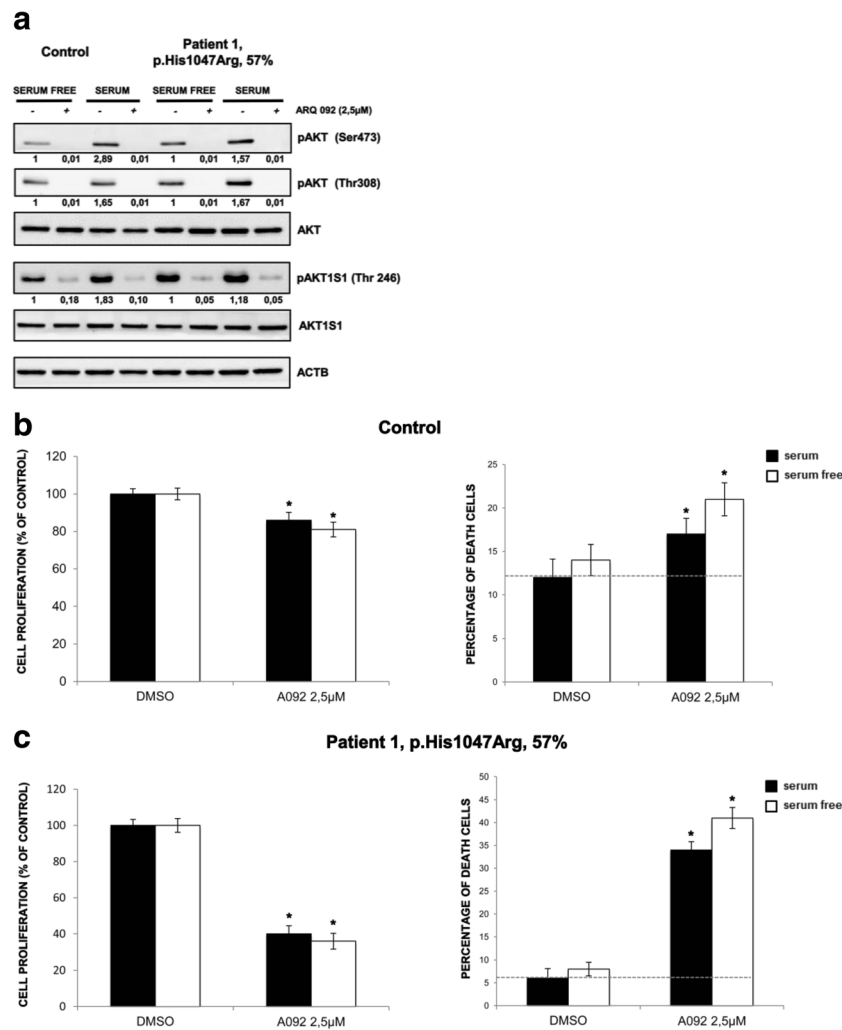 a
Control
Patient 1,
p.His1047Arg, 57%
SERUM FREE SERUM SERUM FREE SERUM
- + - + - + - + ARQ 092 (2,5μM)
pAKT (Ser473)
1 0,01 2,89 0,01 1 0,01 1,57 0,01
pAKT (Thr308)
1 0,01 1,65 0,01 1 0,01 1,67 0,01
AKT
pAKT1S1 (Thr 246)
1 0,18 1,83 0,10 1 0,05 1,18 0,05
AKT1S1
ACTB
b
Control
CELL PROLIFERATION (% OF CONTROL)
120
100
80
60
40
20
0
* *
DMSO A092 2,5μM
PERCENTAGE OF DEATH CELLS
25
20
15
10
5
0
* *
DMSO A092 2,5μM
serum
serum free
c
Patient 1, p.His1047Arg, 57%
CELL PROLIFERATION (% OF CONTROL)
120
100
80
60
40
20
0
* *
DMSO A092 2,5μM
PERCENTAGE OF DEATH CELLS
50
45
40
35
30
25
20
15
10
5
0
* *
DMSO A092 2,5μM
serum
serum free